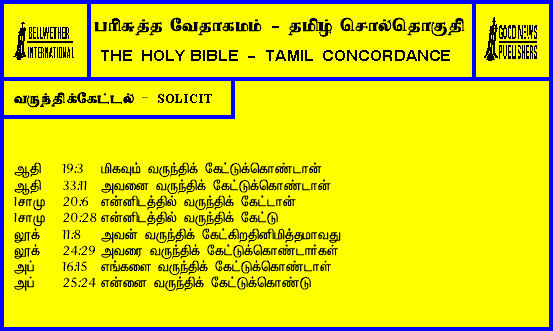 BELLWETHER
INTERNATIONAL
பரிசுத்த வேதாகமம் - தமிழ் சொல்தொகுதி
THE HOLY BIBLE - TAMIL CONCORDANCE
GOOD NEWS
PUBLISHERS
வருந்திக்கேட்டல் - SOLICIT
ஆதி 19:3 மிகவும் வருந்திக் கேட்டுக்கொண்டான்
ஆதி 33:11 அவனை வருந்திக் கேட்டுக்கொண்டான்
1சாமு 20:6 என்னிடத்தில் வருந்திக் கேட்டான்
1சாமு 20:28 என்னிடத்தில் வருந்திக் கேட்டு
லூக் 11:8 அவன் வருந்திக் கேட்கிறதினிமித்தமாவது
லூக் 24:29 அவரை வருந்திக் கேட்டுக்கொண்டார்கள்
அப் 16:15 எங்களை வருந்திக் கேட்டுக்கொண்டாள்
அப் 25:24 என்னை வருந்திக் கேட்டுக்கொண்டு